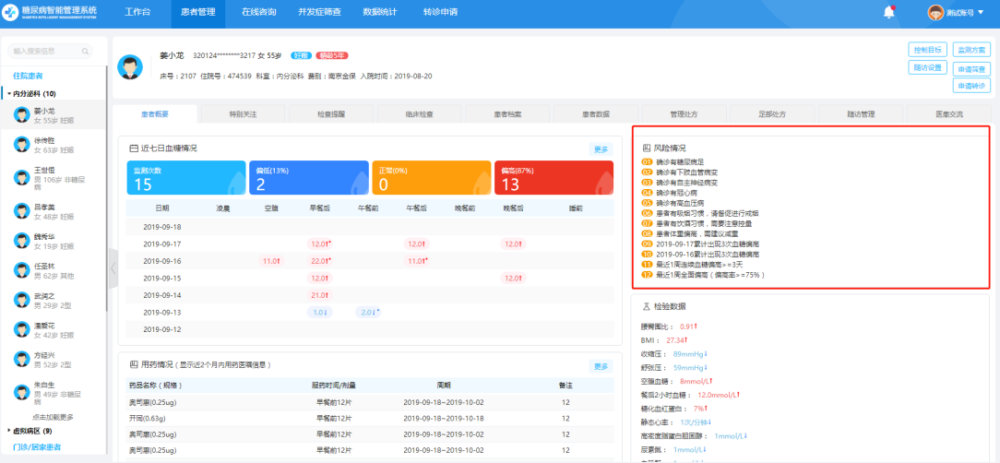 糖尿病智能管理系统
DIABETES INTELLIGENT MANAGEMENT SYSTEM
工作台 患者管理 在线咨询 并发症筛查 数据统计 转诊申请
测试账号
输入搜索信息
住院患者
内分泌科 (10)
姜小龙
女 55岁 妊娠
徐传胜
女 63岁 妊娠
王世恒
男 106岁 非糖尿病
吕孝英
女 48岁 妊娠
魏秀华
女 19岁 妊娠
任圣林
男 62岁 其他
武润之
男 29岁 2型
潘爱花
女 42岁 妊娠
方经兴
男 52岁 2型
朱白生
男 49岁 非糖尿病
点击加载更多
虚拟病区 (9)
门诊/居家患者
姜小龙 320124********3217 女 55岁 妊娠 糖龄5年
床号：2107 住院号：474539 科室：内分泌科 费别：南京金保 入院时间：2019-08-20
控制目标 监测方案
随访设置 申请筛查
申请转诊
患者概要 特别关注 检查提醒 临床检查 患者档案 患者数据 管理处方 足部处方 随访管理 医患交流
近七日血糖情况 更多
监测次数 15
偏低(13%) 2
正常(0%) 0
偏高(87%) 13
日期 凌晨 空腹 早餐后 午餐前 午餐后 晚餐前 晚餐后 睡前
2019-09-18
2019-09-17 12.0↑* 12.0↑ 12.0↑
2019-09-16 11.0↑ 22.0↑* 11.0↑*
2019-09-15 12.0↑ 12.0↑
2019-09-14 21.0↑
2019-09-13 1.0↓ 2.0↓*
2019-09-12
用药情况 ( 显示近2个月内用药医嘱信息 ) 更多
药品名称（规格） 服药时间/剂量 周期 备注
奥司惠(0.25ug) 早餐前12片 2019-09-18~2019-10-02 12
开同(0.63g) 早餐前12片 2019-09-18~2019-10-18 12
奥司惠(0.25ug) 早餐前12片 2019-09-18~2019-10-02 12
奥司惠(0.25ug) 早餐前12片 2019-09-18~2019-10-02 12
风险情况
01 确诊有糖尿病足
02 确诊有下肢血管病变
03 确诊有自主神经病变
04 确诊有冠心病
05 确诊有高血压病
06 患者有吸烟习惯，请督促进行戒烟
07 患者有饮酒习惯，需要注意控量
08 患者体重偏高，需建议减重
09 2019-09-17累计出现3次血糖偏高
10 2019-09-16累计出现3次血糖偏高
11 最近1周连续血糖偏高>=3天
12 最近1周全面偏高（偏高率>=75%）
检验数据
腰臀围比： 0.91↑
BMI： 27.34↑
收缩压： 89mmHg↓
舒张压： 59mmHg↓
空腹血糖： 8mmol/L↑
餐后2小时血糖： 12.0mmol/L↑
糖化血红蛋白： 7%↑
静态心率： 1次/分钟↓
高密度脂蛋白胆固醇： 1mmol/L↓
尿素氮： 1mmol/L↓